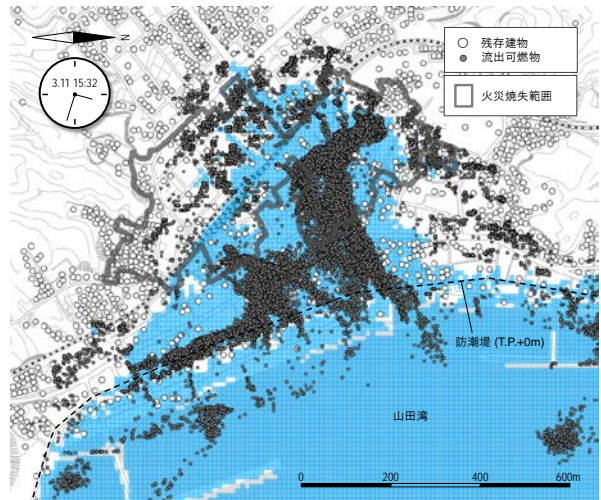 N
3.11 15:32
残存建物
流出可燃物
火災焼失範囲
防潮堤 (T.P.+0m)
山田湾
0 200 400 600m